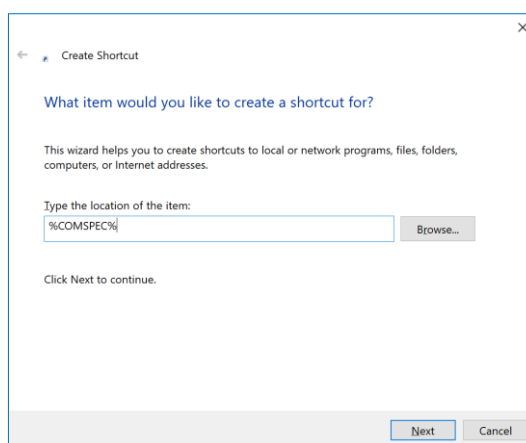 Create Shortcut
What item would you like to create a shortcut for?
This wizard helps you to create shortcuts to local or network programs, files, folders,
computers, or Internet addresses.
Type the location of the item:
%COMSPEC%
Browse...
Click Next to continue.
Next Cancel